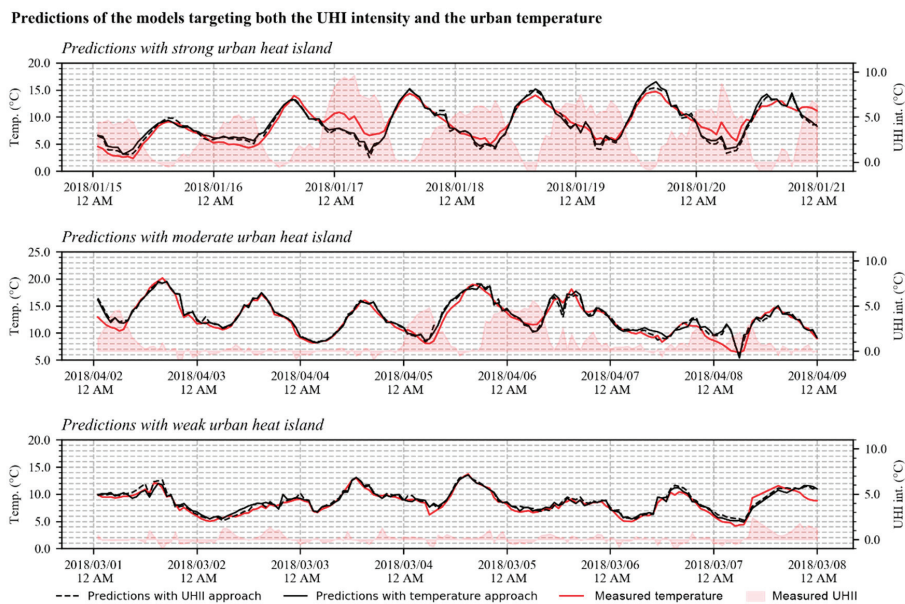 Predictions of the models targeting both the UHI intensity and the urban temperature
Predictions with strong urban heat island
20.0
15.0
10.0
5.0
0.0
Temp. (°C)
10.0
5.0
0.0
UHI int. (°C)
2018/01/15 2018/01/16 2018/01/17 2018/01/18 2018/01/19 2018/01/20 2018/01/21
12 AM 12 AM 12 AM 12 AM 12 AM 12 AM 12 AM
Predictions with moderate urban heat island
25.0
20.0
15.0
10.0
5.0
Temp. (°C)
10.0
5.0
0.0
UHI int. (°C)
2018/04/02 2018/04/03 2018/04/04 2018/04/05 2018/04/06 2018/04/07 2018/04/08 2018/04/09
12 AM 12 AM 12 AM 12 AM 12 AM 12 AM 12 AM 12 AM
Predictions with weak urban heat island
20.0
15.0
10.0
5.0
0.0
Temp. (°C)
10.0
5.0
0.0
UHI int. (°C)
2018/03/01 2018/03/02 2018/03/03 2018/03/04 2018/03/05 2018/03/06 2018/03/07 2018/03/08
12 AM 12 AM 12 AM 12 AM 12 AM 12 AM 12 AM 12 AM
Predictions with UHII approach Predictions with temperature approach Measured temperature Measured UHII